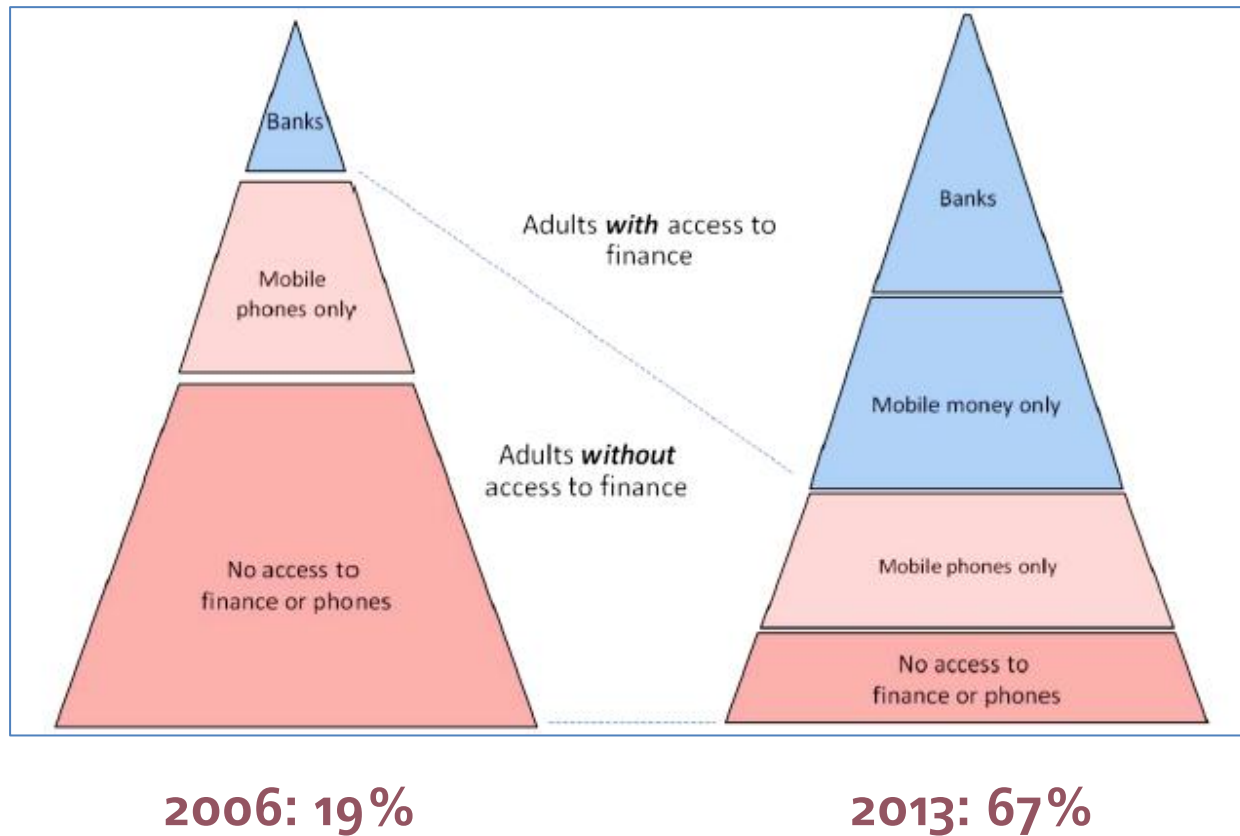 Banks
Mobile
phones only
No access to
finance or phones
Adults with access to
finance
Adults without
access to finance
Banks
Mobile money only
Mobile phones only
No access to
finance or phones
2006: 19%
2013: 67%